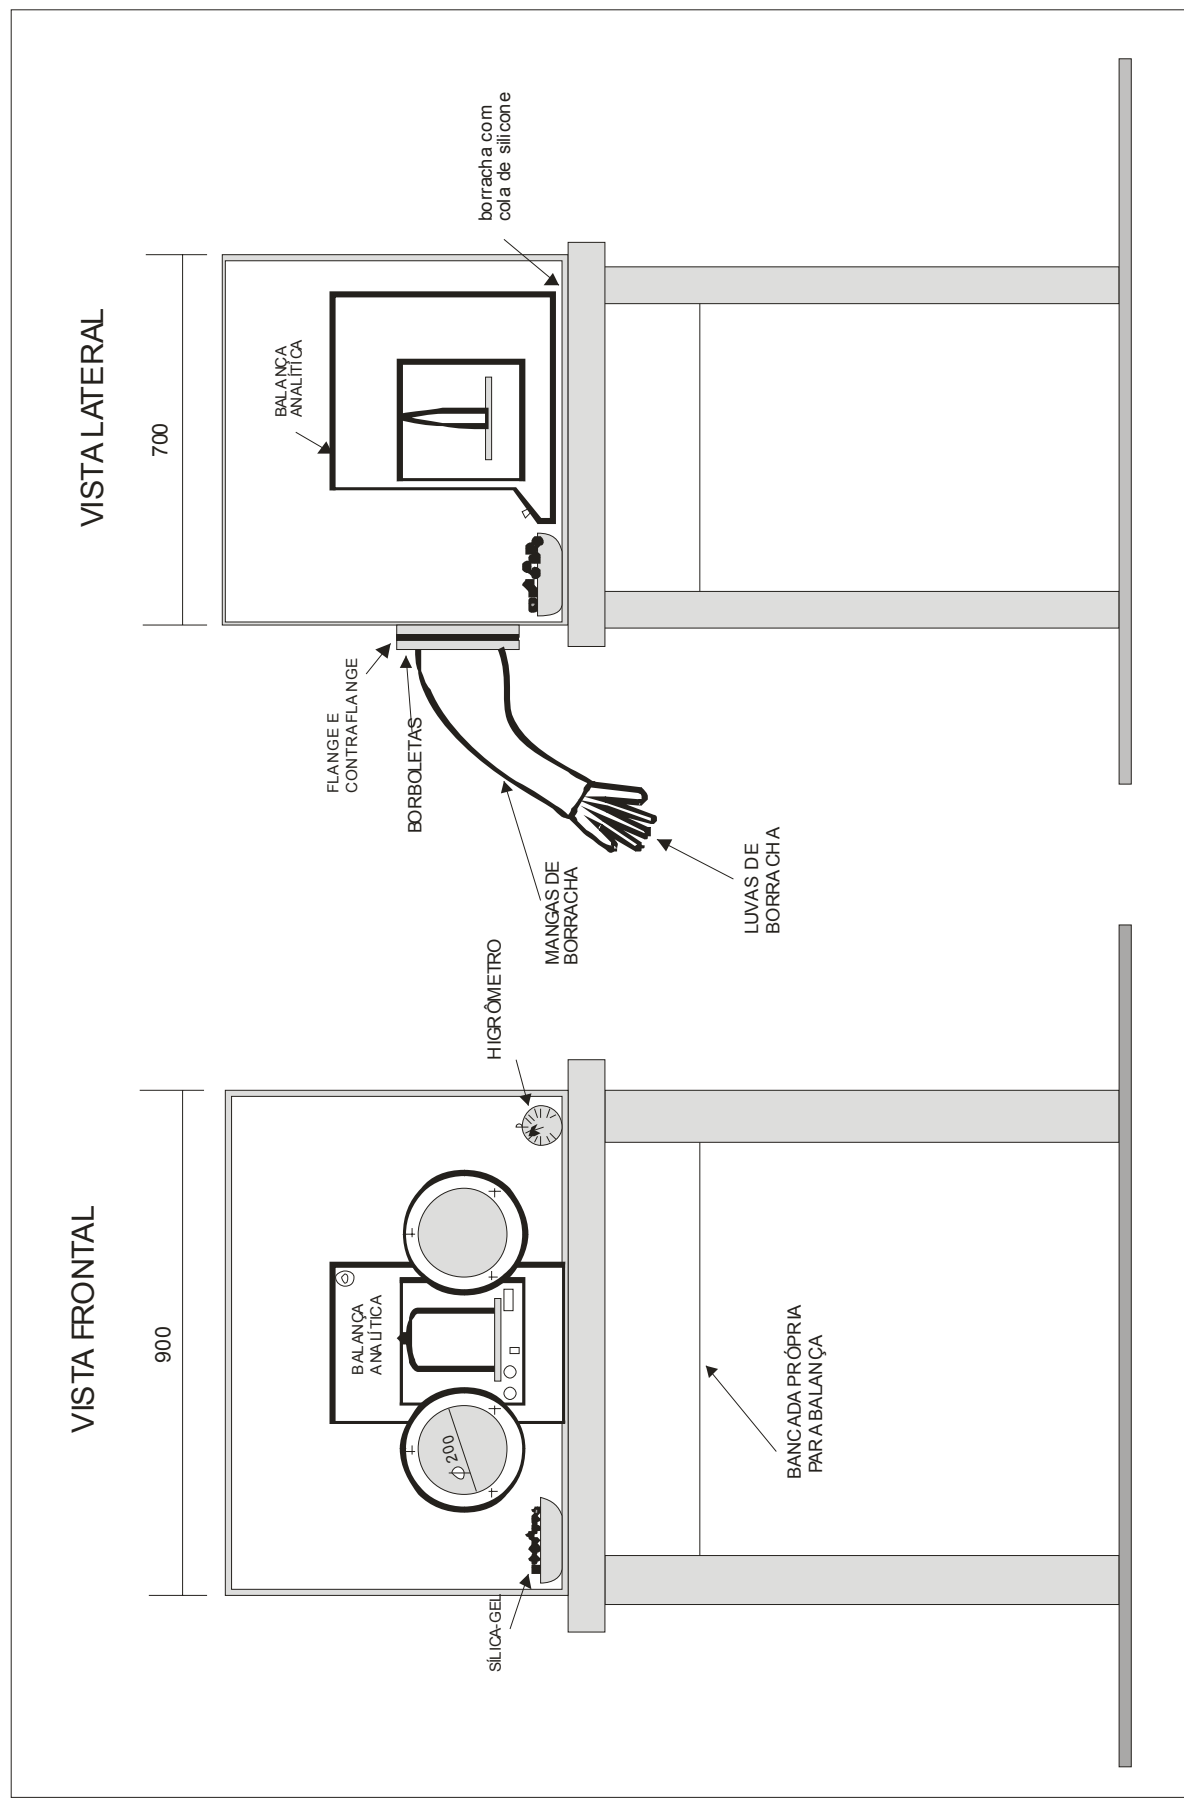 VISTA FRONTAL
900
BALANÇA
ANALÍTICA
200
SÍLICA-GEL
HIGRÔMETRO
BANCADA PRÓPRIA
PARA BALANÇA
VISTA LATERAL
700
BALANÇA
ANALÍTICA
borracha com
cola de silicone
FLANGE E
CONTRAFLANGE
BORBOLETAS
MANGAS DE
BORRACHA
LUVAS DE
BORRACHA